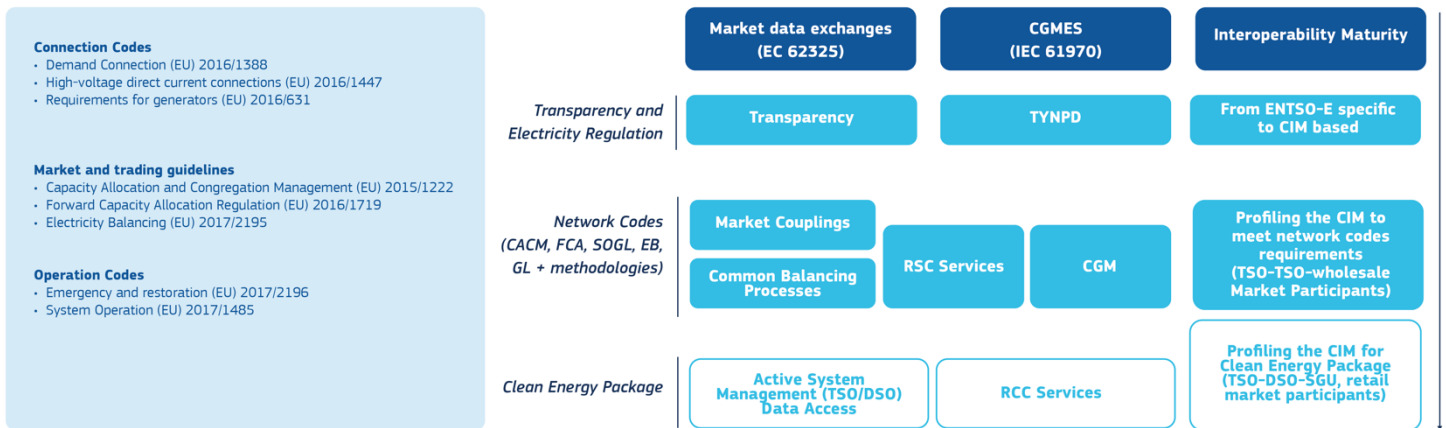 Connection Codes
• Demand Connection (EU) 2016/1388
• High-voltage direct current connections (EU) 2016/1447
• Requirements for generators (EU) 2016/631
Market and trading guidelines
• Capacity Allocation and Congregation Management (EU) 2015/1222
• Forward Capacity Allocation Regulation (EU) 2016/1719
• Electricity Balancing (EU) 2017/2195
Operation Codes
• Emergency and restoration (EU) 2017/2196
• System Operation (EU) 2017/1485
Market data exchanges
(EC 62325)
CGMES
(IEC 61970)
Interoperability Maturity
Transparency and
Electricity Regulation
Transparency
TYNPD
From ENTSO-E specific
to CIM based
Network Codes
(CACM, FCA, SOGL, EB,
GL + methodologies)
Market Couplings
Common Balancing
Processes
RSC Services
CGM
Profiling the CIM to
meet network codes
requirements
(TSO-TSO-wholesale
Market Participants)
Clean Energy Package
Active System
Management (TSO/DSO)
Data Access
RCC Services
Profiling the CIM for
Clean Energy Package
(TSO-DSO-SGU, retail
market participants)